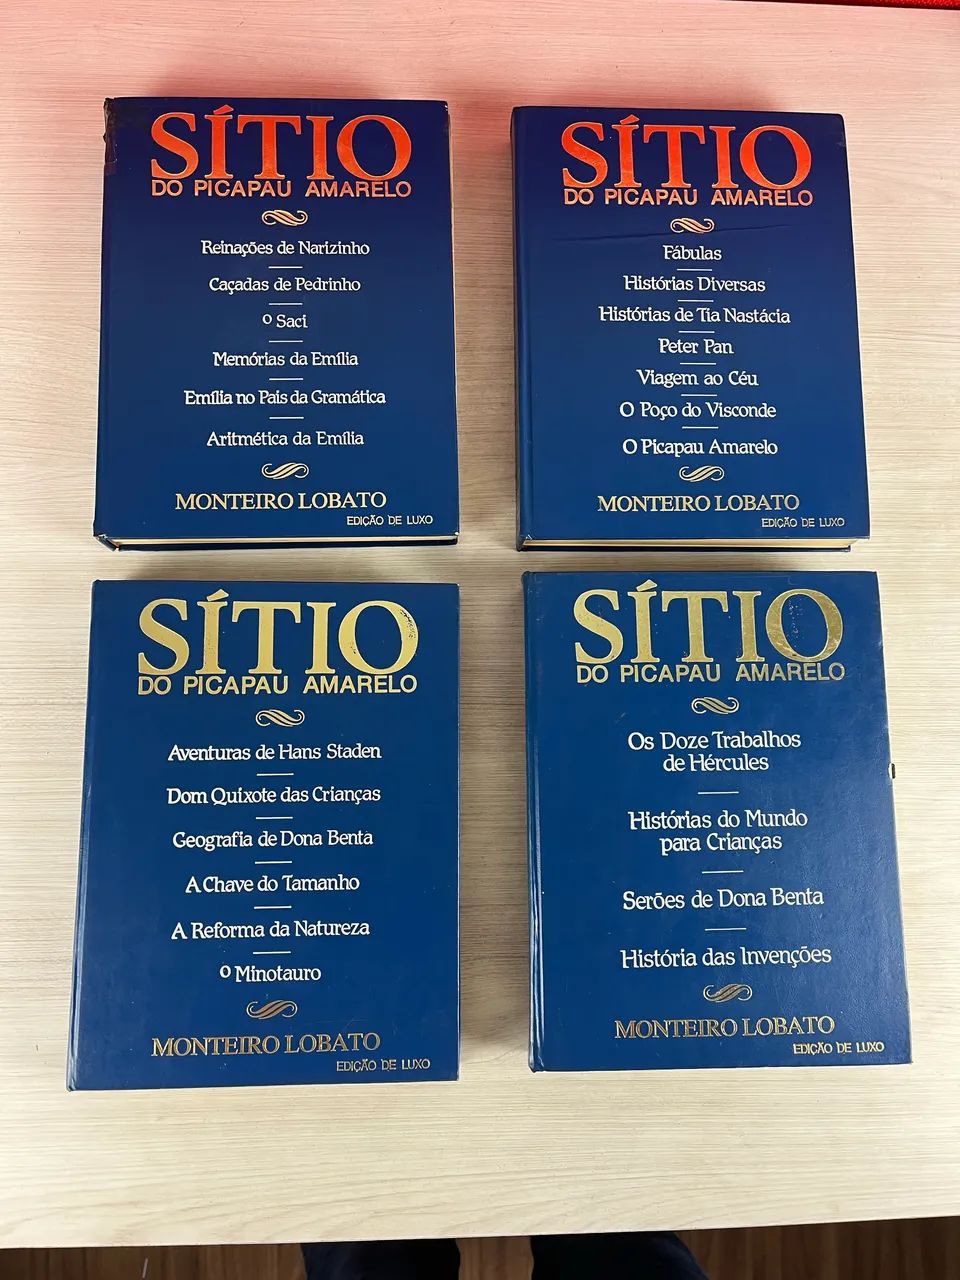 SÍTIO
DO PICAPAU AMARELO
Reinações de Narizinho
Caçadas de Pedrinho
O Saci
Memórias da Emília
Emília no País da Gramática
Aritmética da Emília
MONTEIRO LOBATO
EDIÇÃO DE LUXO
SÍTIO
DO PICAPAU AMARELO
Fábulas
Histórias Diversas
Histórias de Tia Nastácia
Peter Pan
Viagem ao Céu
O Poço do Visconde
O Picapau Amarelo
MONTEIRO LOBATO
EDIÇÃO DE LUXO
SÍTIO
DO PICAPAU AMARELO
Aventuras de Hans Staden
Dom Quixote das Crianças
Geografia de Dona Benta
A Chave do Tamanho
A Reforma da Natureza
O Minotauro
MONTEIRO LOBATO
EDIÇÃO DE LUXO
SÍTIO
DO PICAPAU AMARELO
Os Doze Trabalhos
de Hércules
Histórias do Mundo
para Crianças
Serões de Dona Benta
História das Invenções
MONTEIRO LOBATO
EDIÇÃO DE LUXO